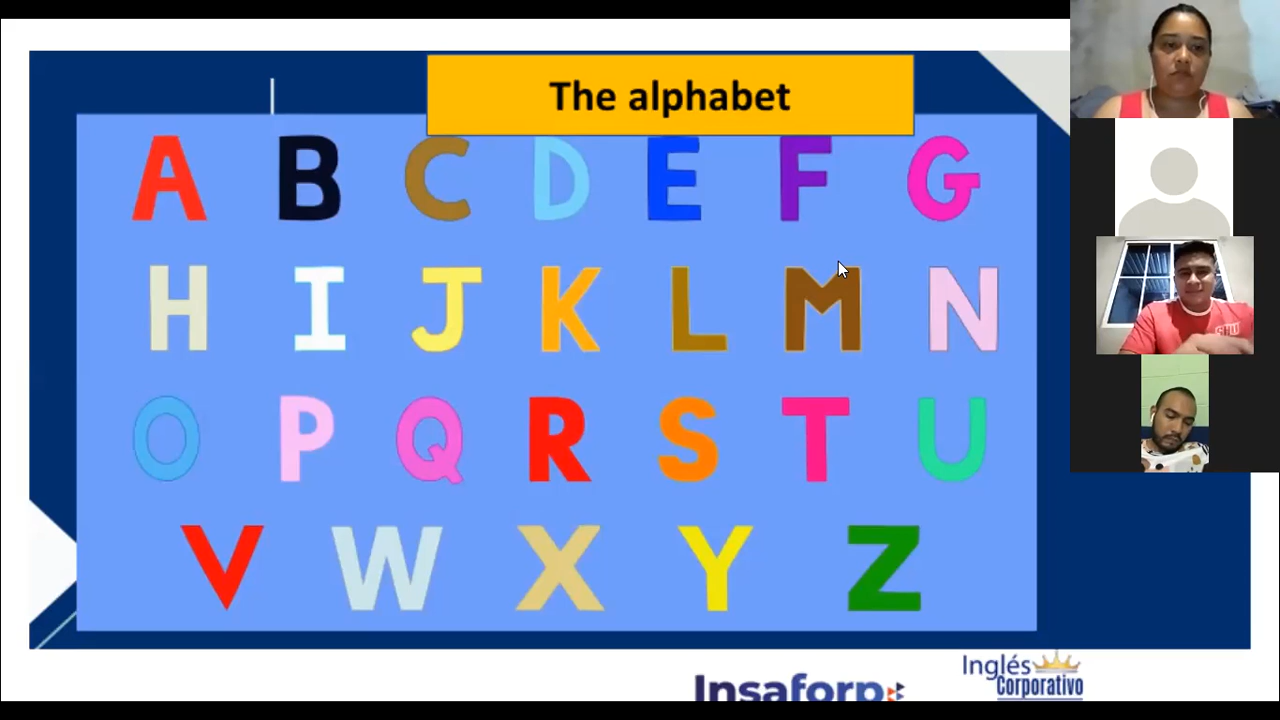 The alphabet
A B C D E F G
H I J K L M N
O P Q R S T U
V W X Y Z
Insaforp
Inglés
Corporativo